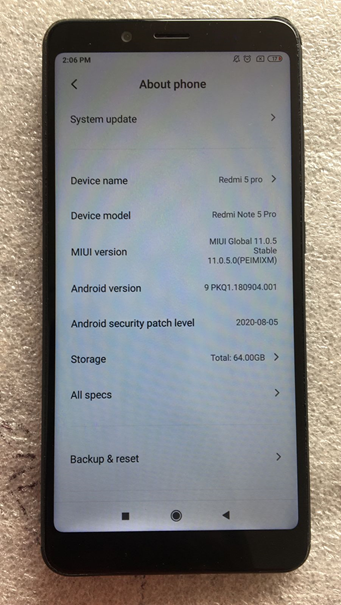 2:06 PM
About phone
System update
Device name Redmi 5 pro
Device model Redmi Note 5 Pro
MIUI version MIUI Global 11.0.5
Stable
11.0.5.0(PEIMIXM)
Android version 9 PKQ1.180904.001
Android security patch level 2020-08-05
Storage Total: 64.00GB
All specs
Backup & reset